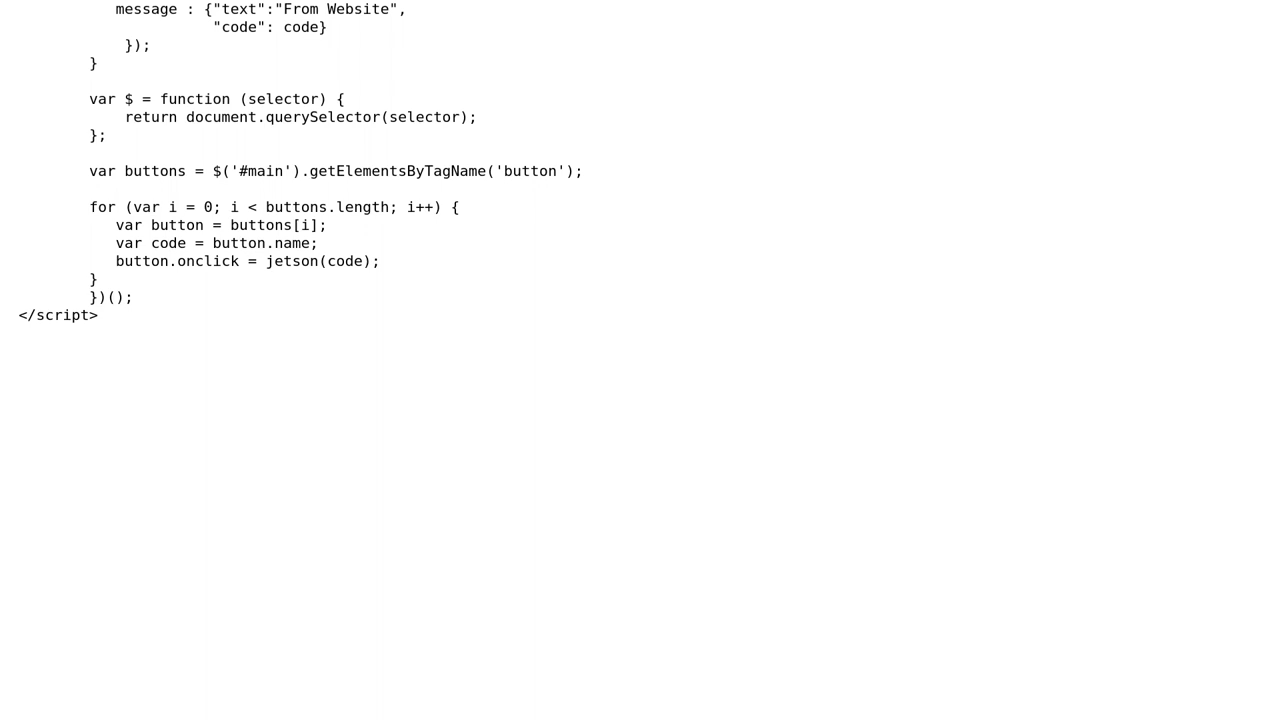 message : {"text":"From Website",
"code": code}
});
}
var $ = function (selector) {
return document.querySelector(selector);
};
var buttons = $('#main').getElementsByTagName('button');
for (var i = 0; i < buttons.length; i++) {
var button = buttons[i];
var code = button.name;
button.onclick = jetson(code);
}
})();
</script>